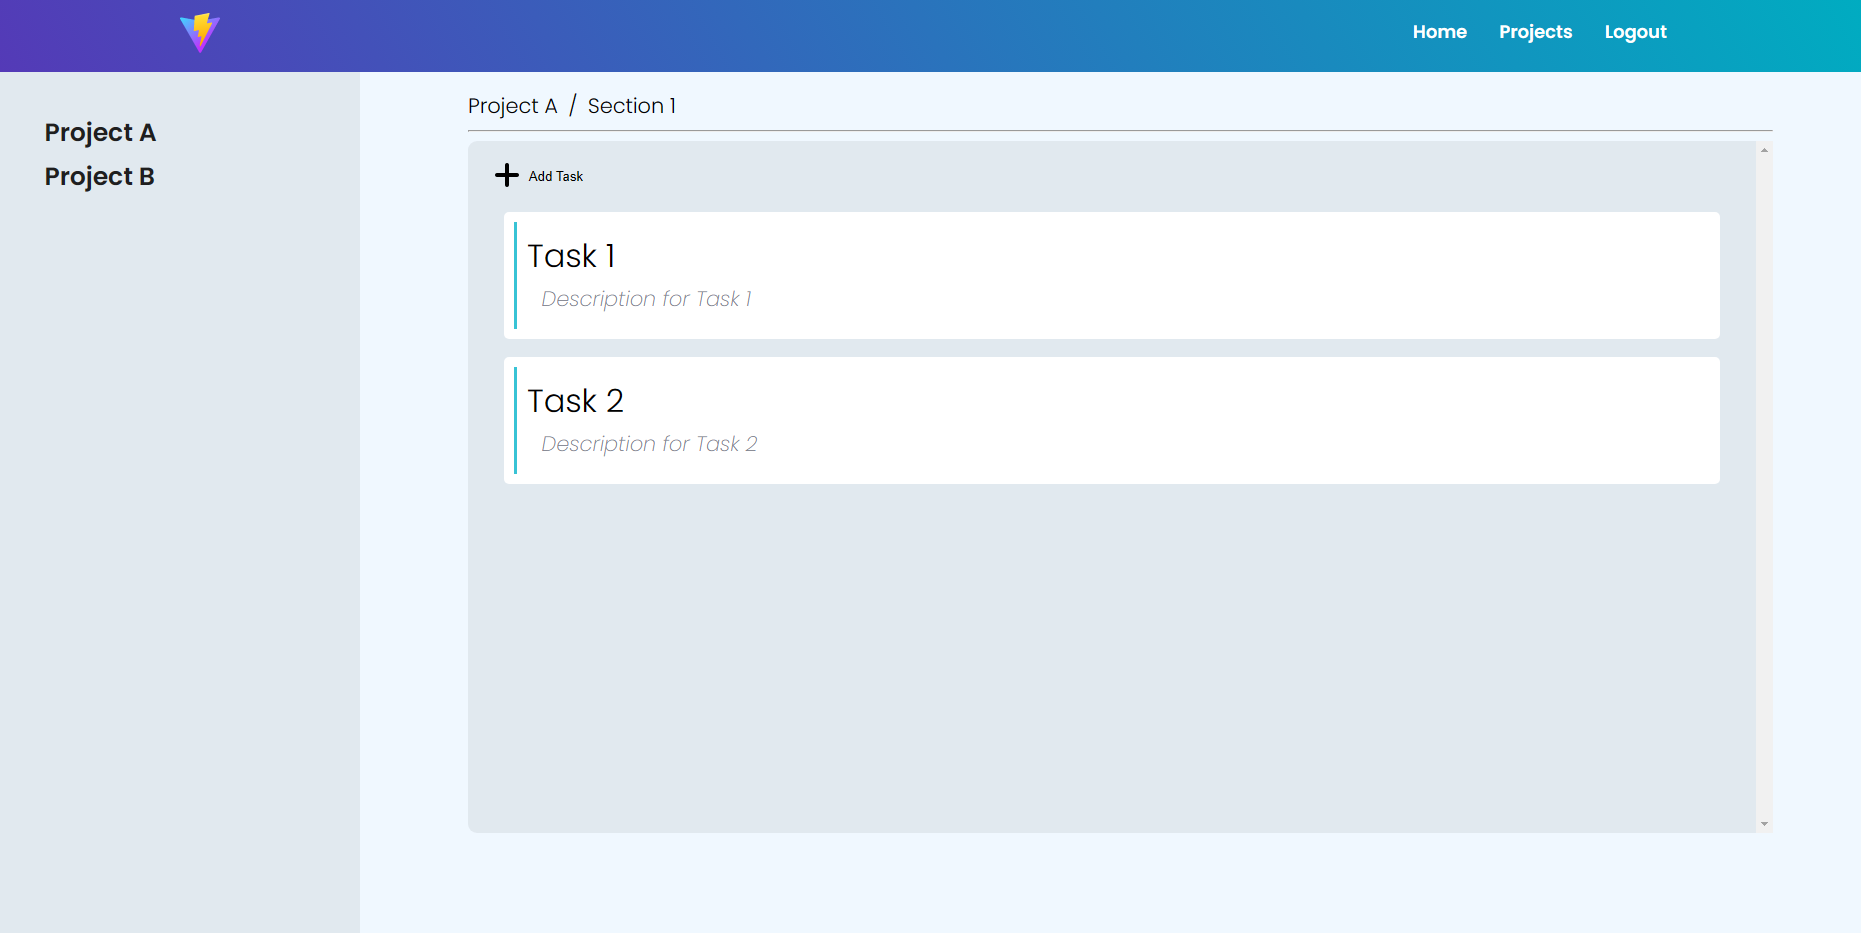 Home Projects Logout
Project A
Project B
Project A / Section 1
Add Task
Task 1
Description for Task 1
Task 2
Description for Task 2